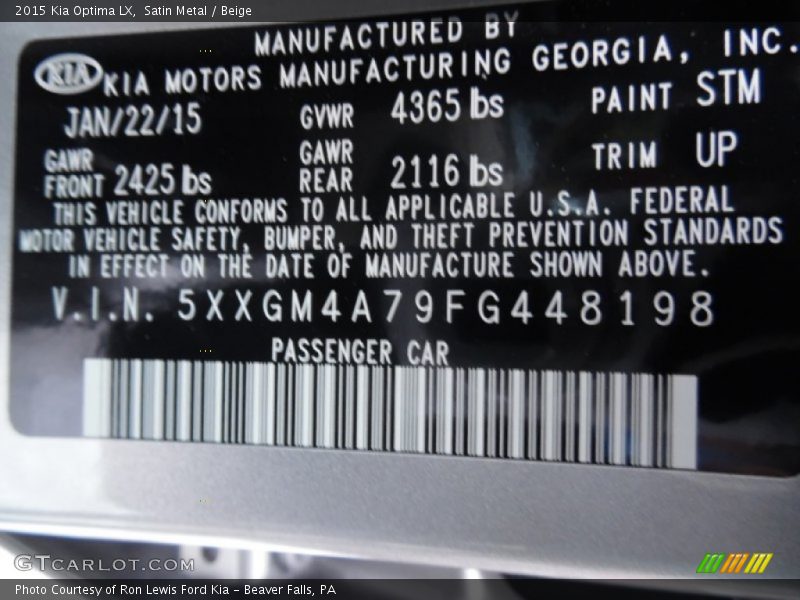 2015 Kia Optima LX, Satin Metal / Beige
MANUFACTURED BY
KIA KIA MOTORS MANUFACTURING GEORGIA, INC.
JAN/22/15 GVWR 4365 lbs PAINT STM
GAWR FRONT 2425 lbs GAWR REAR 2116 lbs TRIM UP
THIS VEHICLE CONFORMS TO ALL APPLICABLE U.S.A. FEDERAL
MOTOR VEHICLE SAFETY, BUMPER, AND THEFT PREVENTION STANDARDS
IN EFFECT ON THE DATE OF MANUFACTURE SHOWN ABOVE.
V.I.N. 5XXGM4A79FG448198
PASSENGER CAR
GTCARLOT.COM
Photo Courtesy of Ron Lewis Ford Kia - Beaver Falls, PA